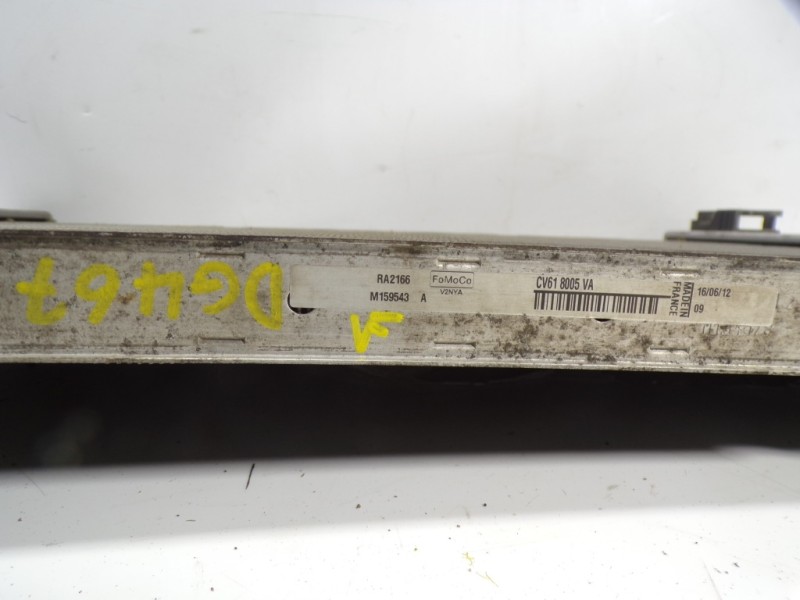 DG467
RA2166
M159543 A
FoMoCo
V2NYA
CV61 8005 VA
MADE IN
FRANCE
16/06/12
09